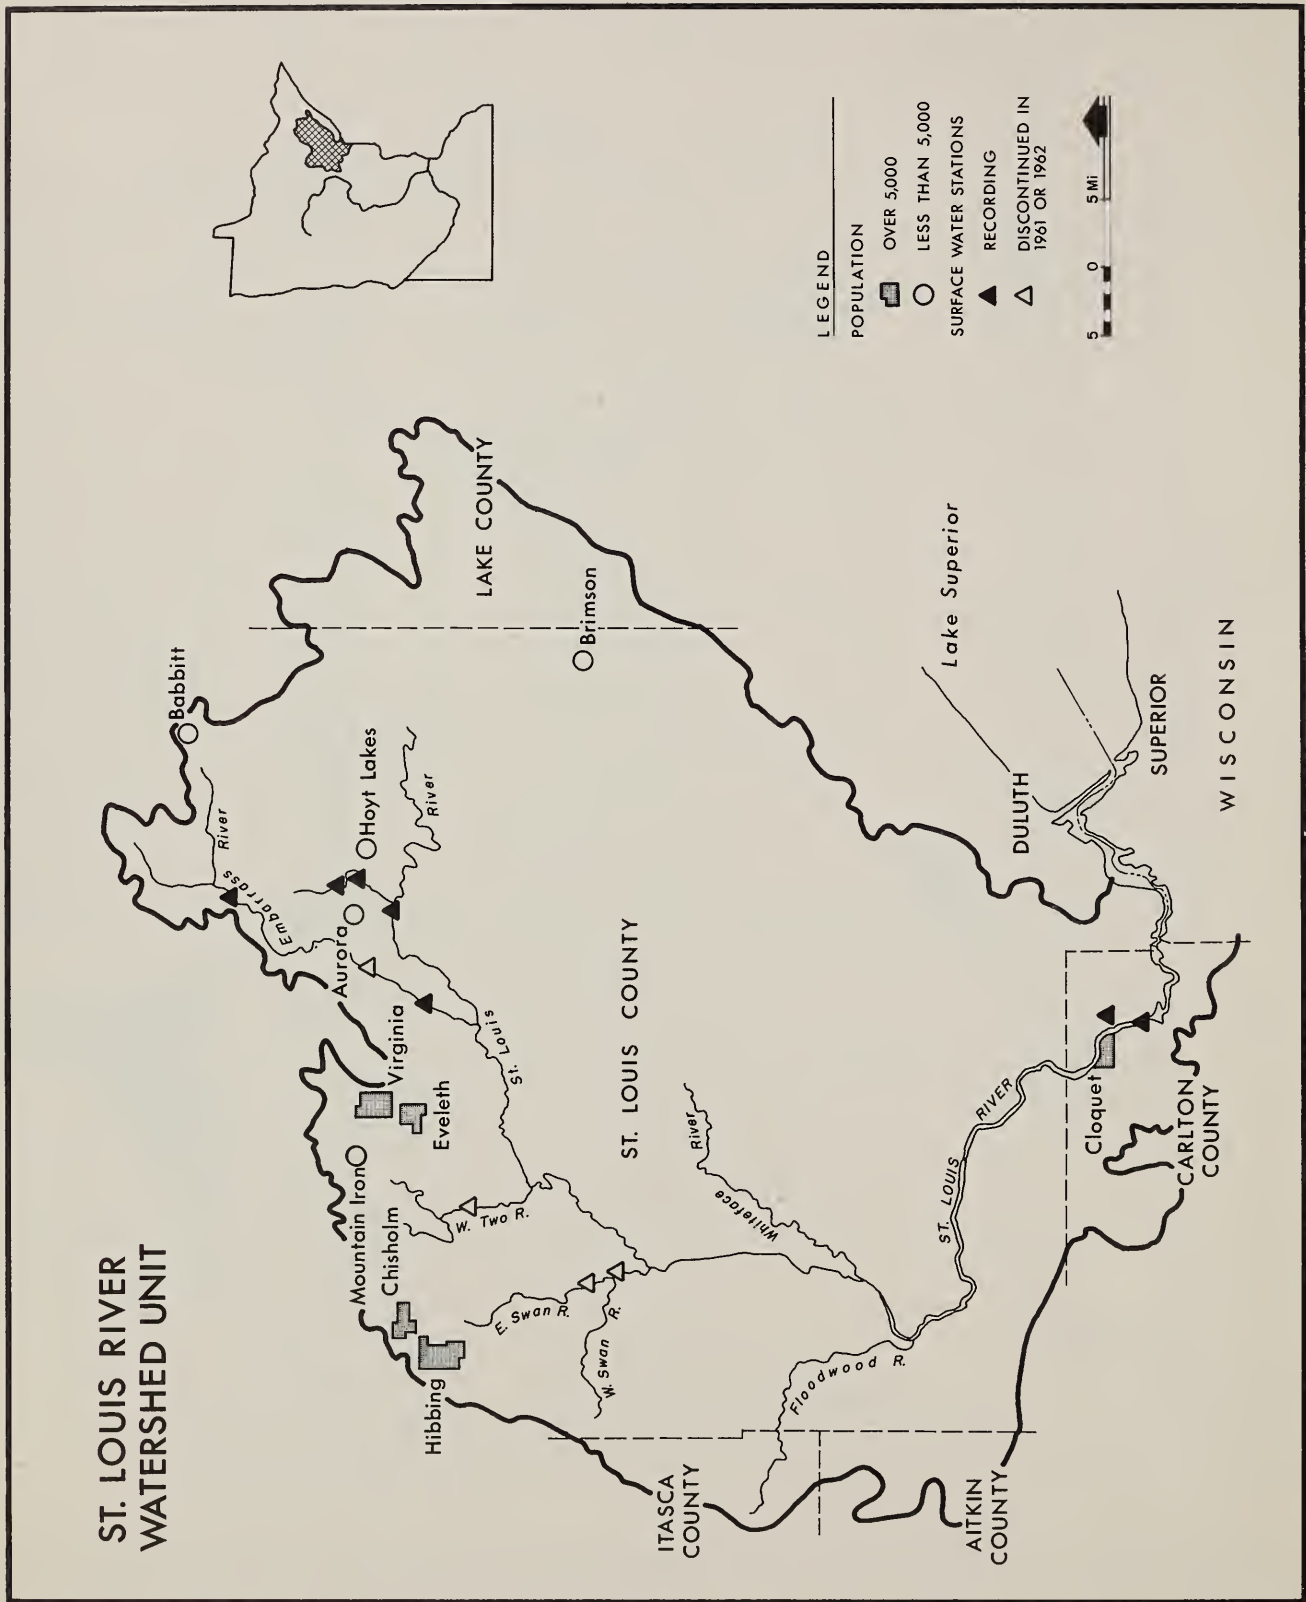 ST. LOUIS RIVER
WATERSHED UNIT
Babbitt
River
Embarrass
Hoyt Lakes
River
Aurora
Virginia
Eveleth
St. Louis
Mountain Iron
Chisholm
W. Two R.
Hibbing
E. Swan R.
W. Swan R.
LAKE COUNTY
Brimson
ST. LOUIS COUNTY
Whiteface River
Floodwood R.
ITASCA
COUNTY
AITKIN
COUNTY
ST. LOUIS RIVER
Cloquet
CARLTON
COUNTY
DULUTH
Lake Superior
SUPERIOR
WISCONSIN
LEGEND
POPULATION
OVER 5,000
LESS THAN 5,000
SURFACE WATER STATIONS
RECORDING
DISCONTINUED IN
1961 OR 1962
5 0 5 Mi